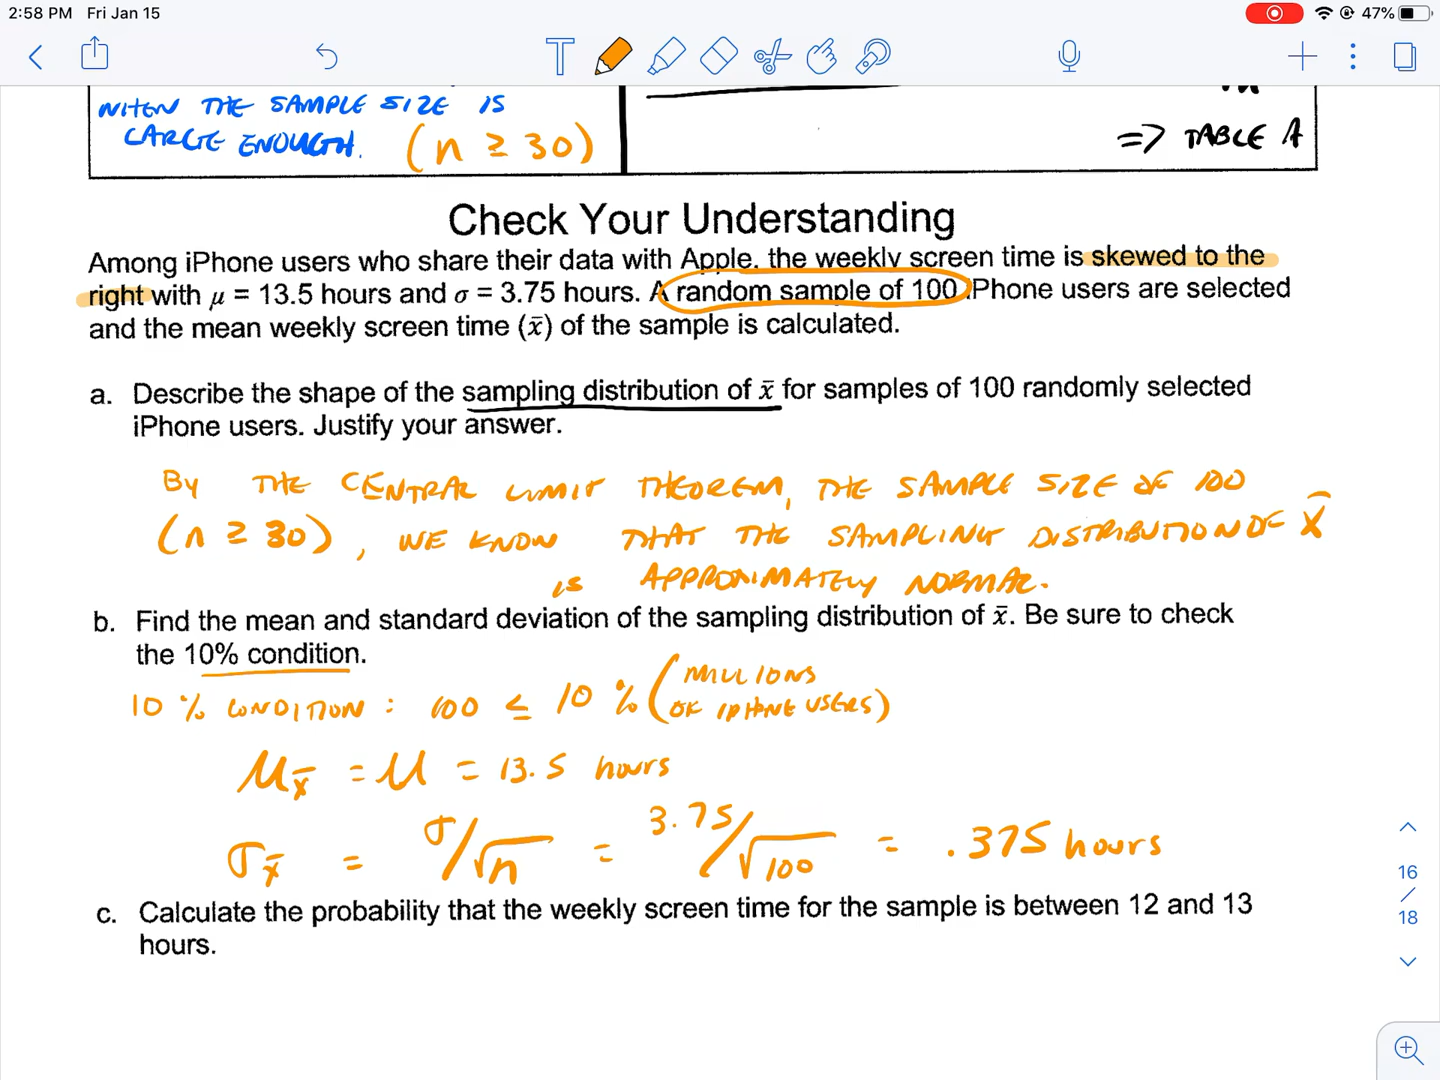 2:58 PM Fri Jan 15
47%
WHEN THE SAMPLE SIZE IS
LARGE ENOUGH. (n ≥ 30)
=> TABLE A
Check Your Understanding
Among iPhone users who share their data with Apple, the weekly screen time is skewed to the
right with μ = 13.5 hours and σ = 3.75 hours. A random sample of 100 iPhone users are selected
and the mean weekly screen time (x̄) of the sample is calculated.
a. Describe the shape of the sampling distribution of x̄ for samples of 100 randomly selected
iPhone users. Justify your answer.
BY THE CENTRAL LIMIT THEOREM, THE SAMPLE SIZE OF 100
(n ≥ 30), WE KNOW THAT THE SAMPLING DISTRIBUTION OF x̄
IS APPROXIMATELY NORMAL.
b. Find the mean and standard deviation of the sampling distribution of x̄. Be sure to check
the 10% condition.
10 % CONDITION : 100 ≤ 10 % (MILLIONS
OF IPHONE USERS)
μx̄ = μ = 13.5 hours
σx̄ = σ/√n = 3.75/√100 = .375 hours
c. Calculate the probability that the weekly screen time for the sample is between 12 and 13
hours.
16
/
18